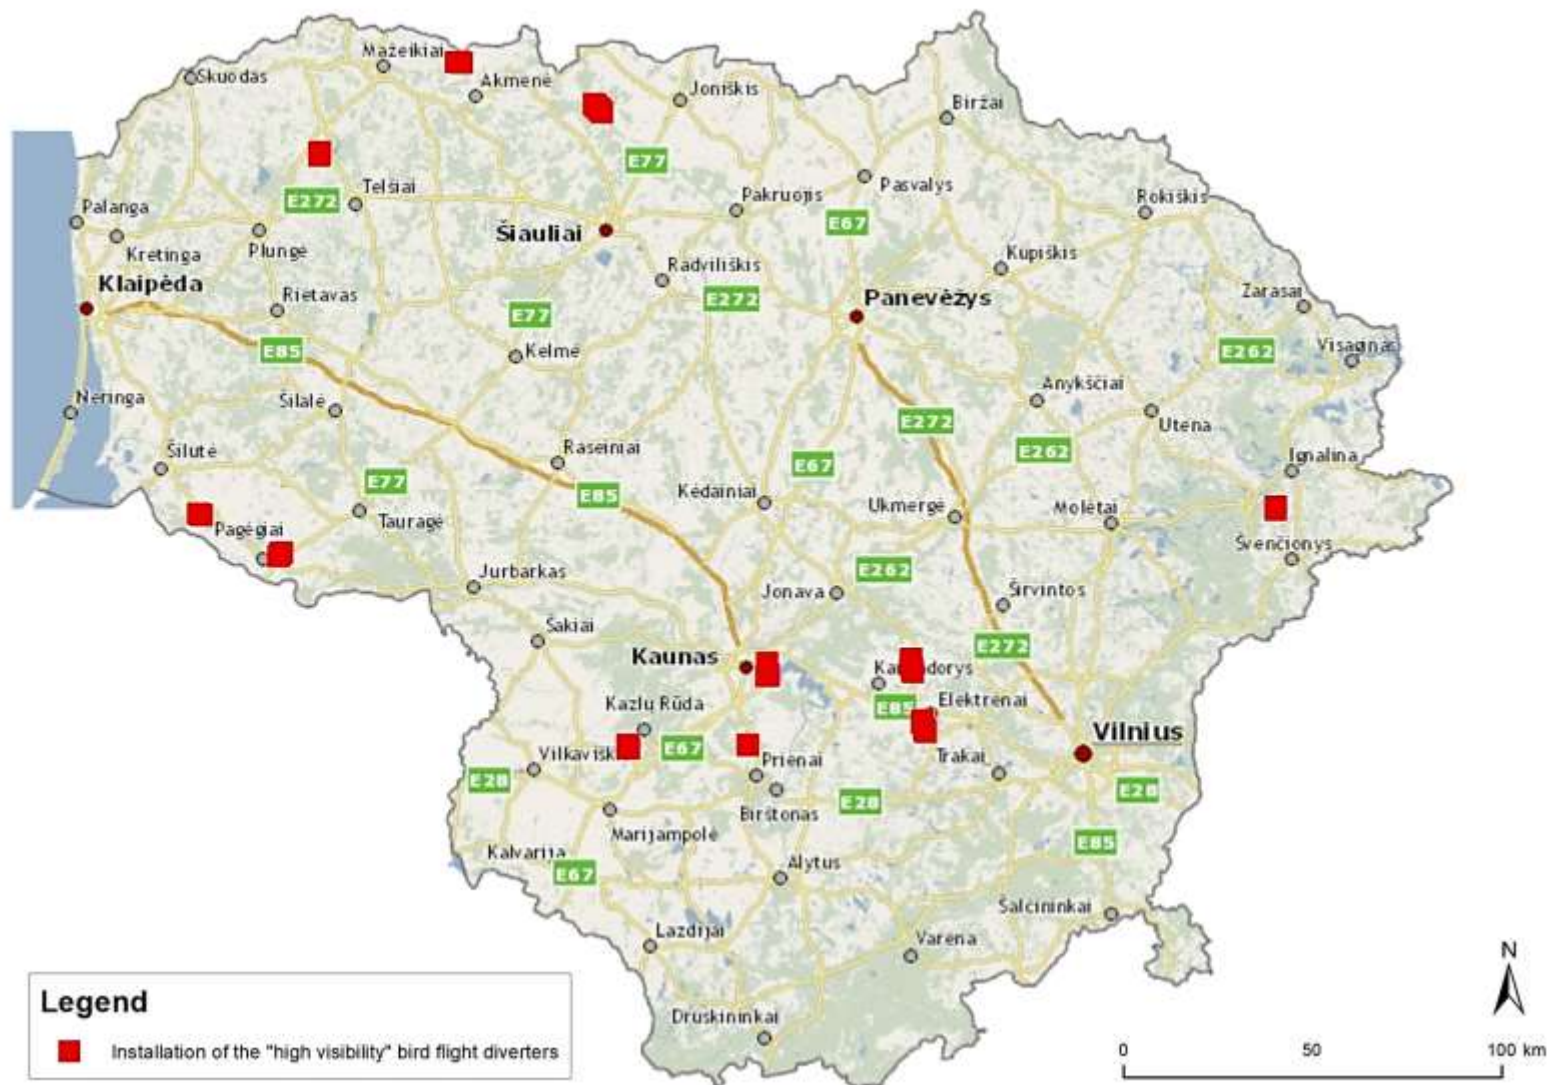 Mažeikiai
Skuodas
Akmenė
Joniškis
Biržai
E77
Telšiai
E272
Pakruojis
Pasvalys
Rokiškis
Palanga
Kretinga
Plungė
Šiauliai
E67
Kupiškis
Klaipėda
Rietavas
Radviliškis
E272
Panevėžys
Zarasai
E77
E85
Kelmė
E262
Visaginas
Neringa
Šilalė
Anykščiai
Utena
E272
E262
Šilutė
Raseiniai
E67
Ignalina
E77
E85
Kėdainiai
Ukmergė
Molėtai
Pagėgiai
Tauragė
Švenčionys
Jurbarkas
E262
Jonava
Širvintos
Šakiai
E272
Kaunas
Elektrėnai
E85
Kazlų Rūda
Vilnius
E67
Vilkavišk
Prienai
Trakai
E28
E28
E28
Birštonas
Marijampolė
E85
Kalvarija
E67
Alytus
Šalčininkai
Lazdijai
Varėna
N
Legend
Druskininkai
Installation of the "high visibility" bird flight diverters
0 50 100 km